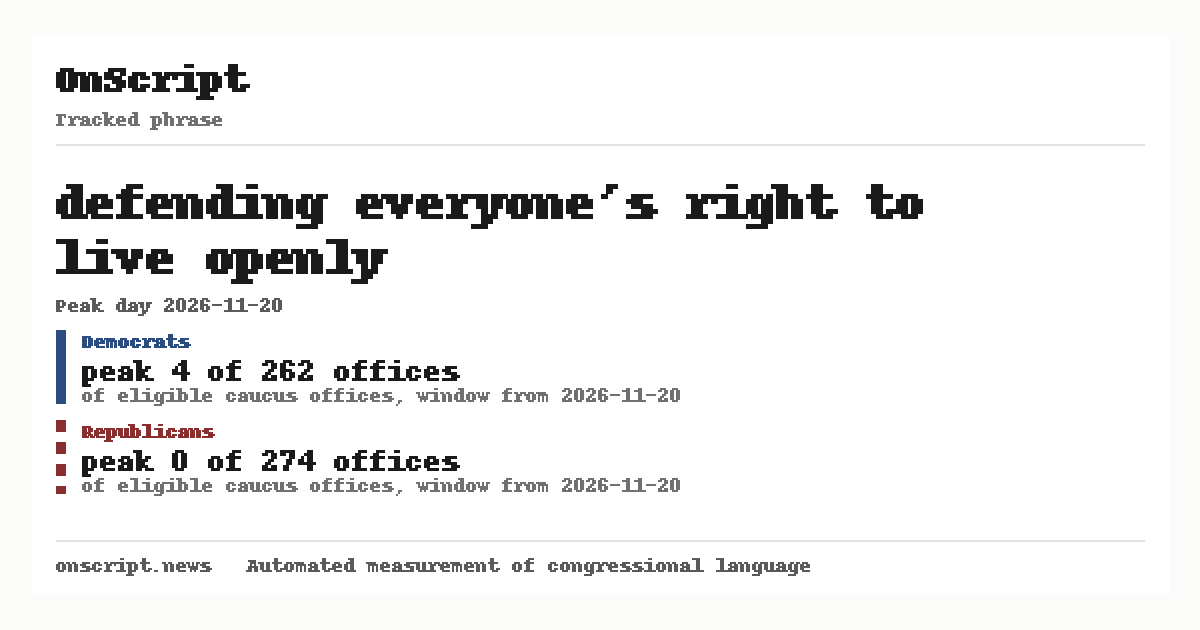 OnScript
Tracked phrase
defending everyone's right to
live openly
Peak day 2026-11-20
Democrats
peak 4 of 262 offices
of eligible caucus offices, window from 2026-11-20
Republicans
peak 0 of 274 offices
of eligible caucus offices, window from 2026-11-20
onscript.news Automated measurement of congressional language